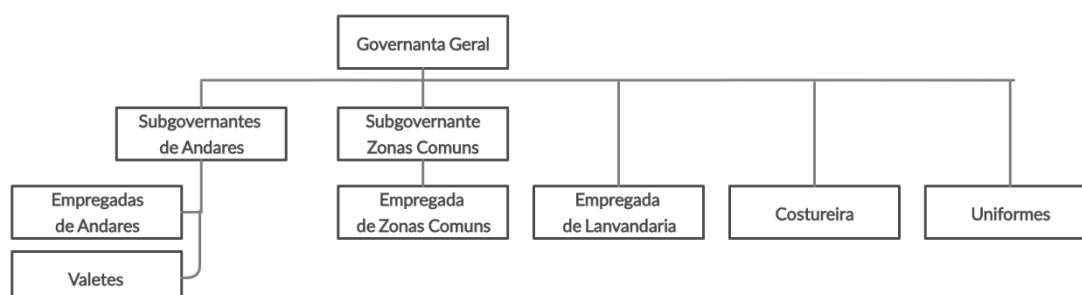 Governanta Geral
Subgovernantes
de Andares
Subgovernante
Zonas Comuns
Empregadas
de Andares
Empregada
de Zonas Comuns
Empregada
de Lanvandaria
Costureira
Uniformes
Valetes